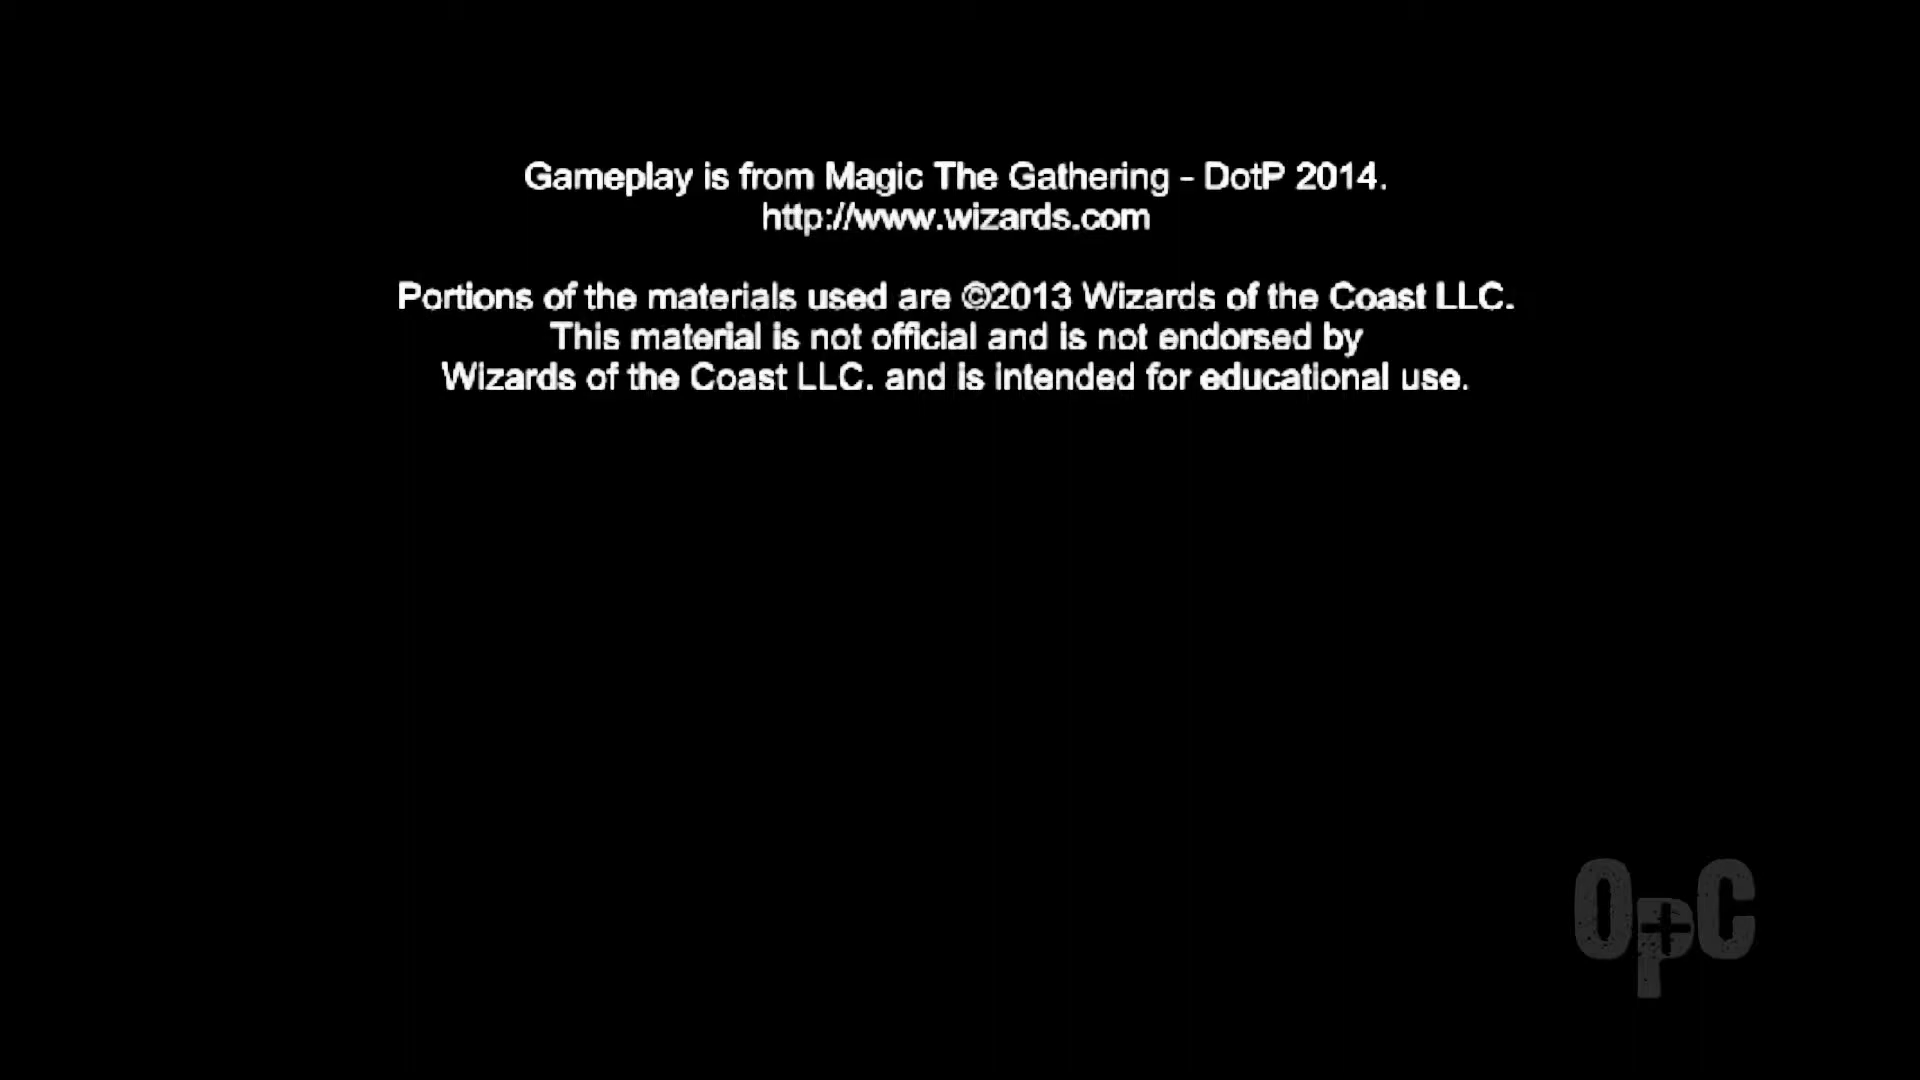 Gameplay is from Magic The Gathering - DotP 2014.
http://www.wizards.com
Portions of the materials used are ©2013 Wizards of the Coast LLC.
This material is not official and is not endorsed by
Wizards of the Coast LLC. and is intended for educational use.
OpC